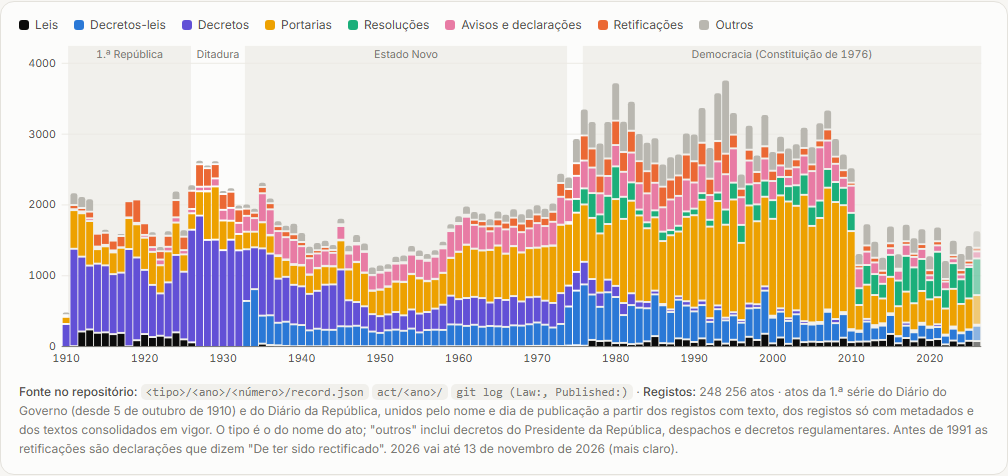 Leis Decretos-leis Decretos Portarias Resoluções Avisos e declarações Retificações Outros
1.ª República Ditadura Estado Novo Democracia (Constituição de 1976)
4000
3000
2000
1000
0
1910 1920 1930 1940 1950 1960 1970 1980 1990 2000 2010 2020
Fonte no repositório: <tipo>/<ano>/<número>/record.json act/<ano>/ git log (Law:, Published:) · Registos: 248 256 atos · atos da 1.ª série do Diário do
Governo (desde 5 de outubro de 1910) e do Diário da República, unidos pelo nome e dia de publicação a partir dos registos com texto, dos registos só com metadados e
dos textos consolidados em vigor. O tipo é o do nome do ato; "outros" inclui decretos do Presidente da República, despachos e decretos regulamentares. Antes de 1991 as
retificações são declarações que dizem "De ter sido rectificado". 2026 vai até 13 de novembro de 2026 (mais claro).